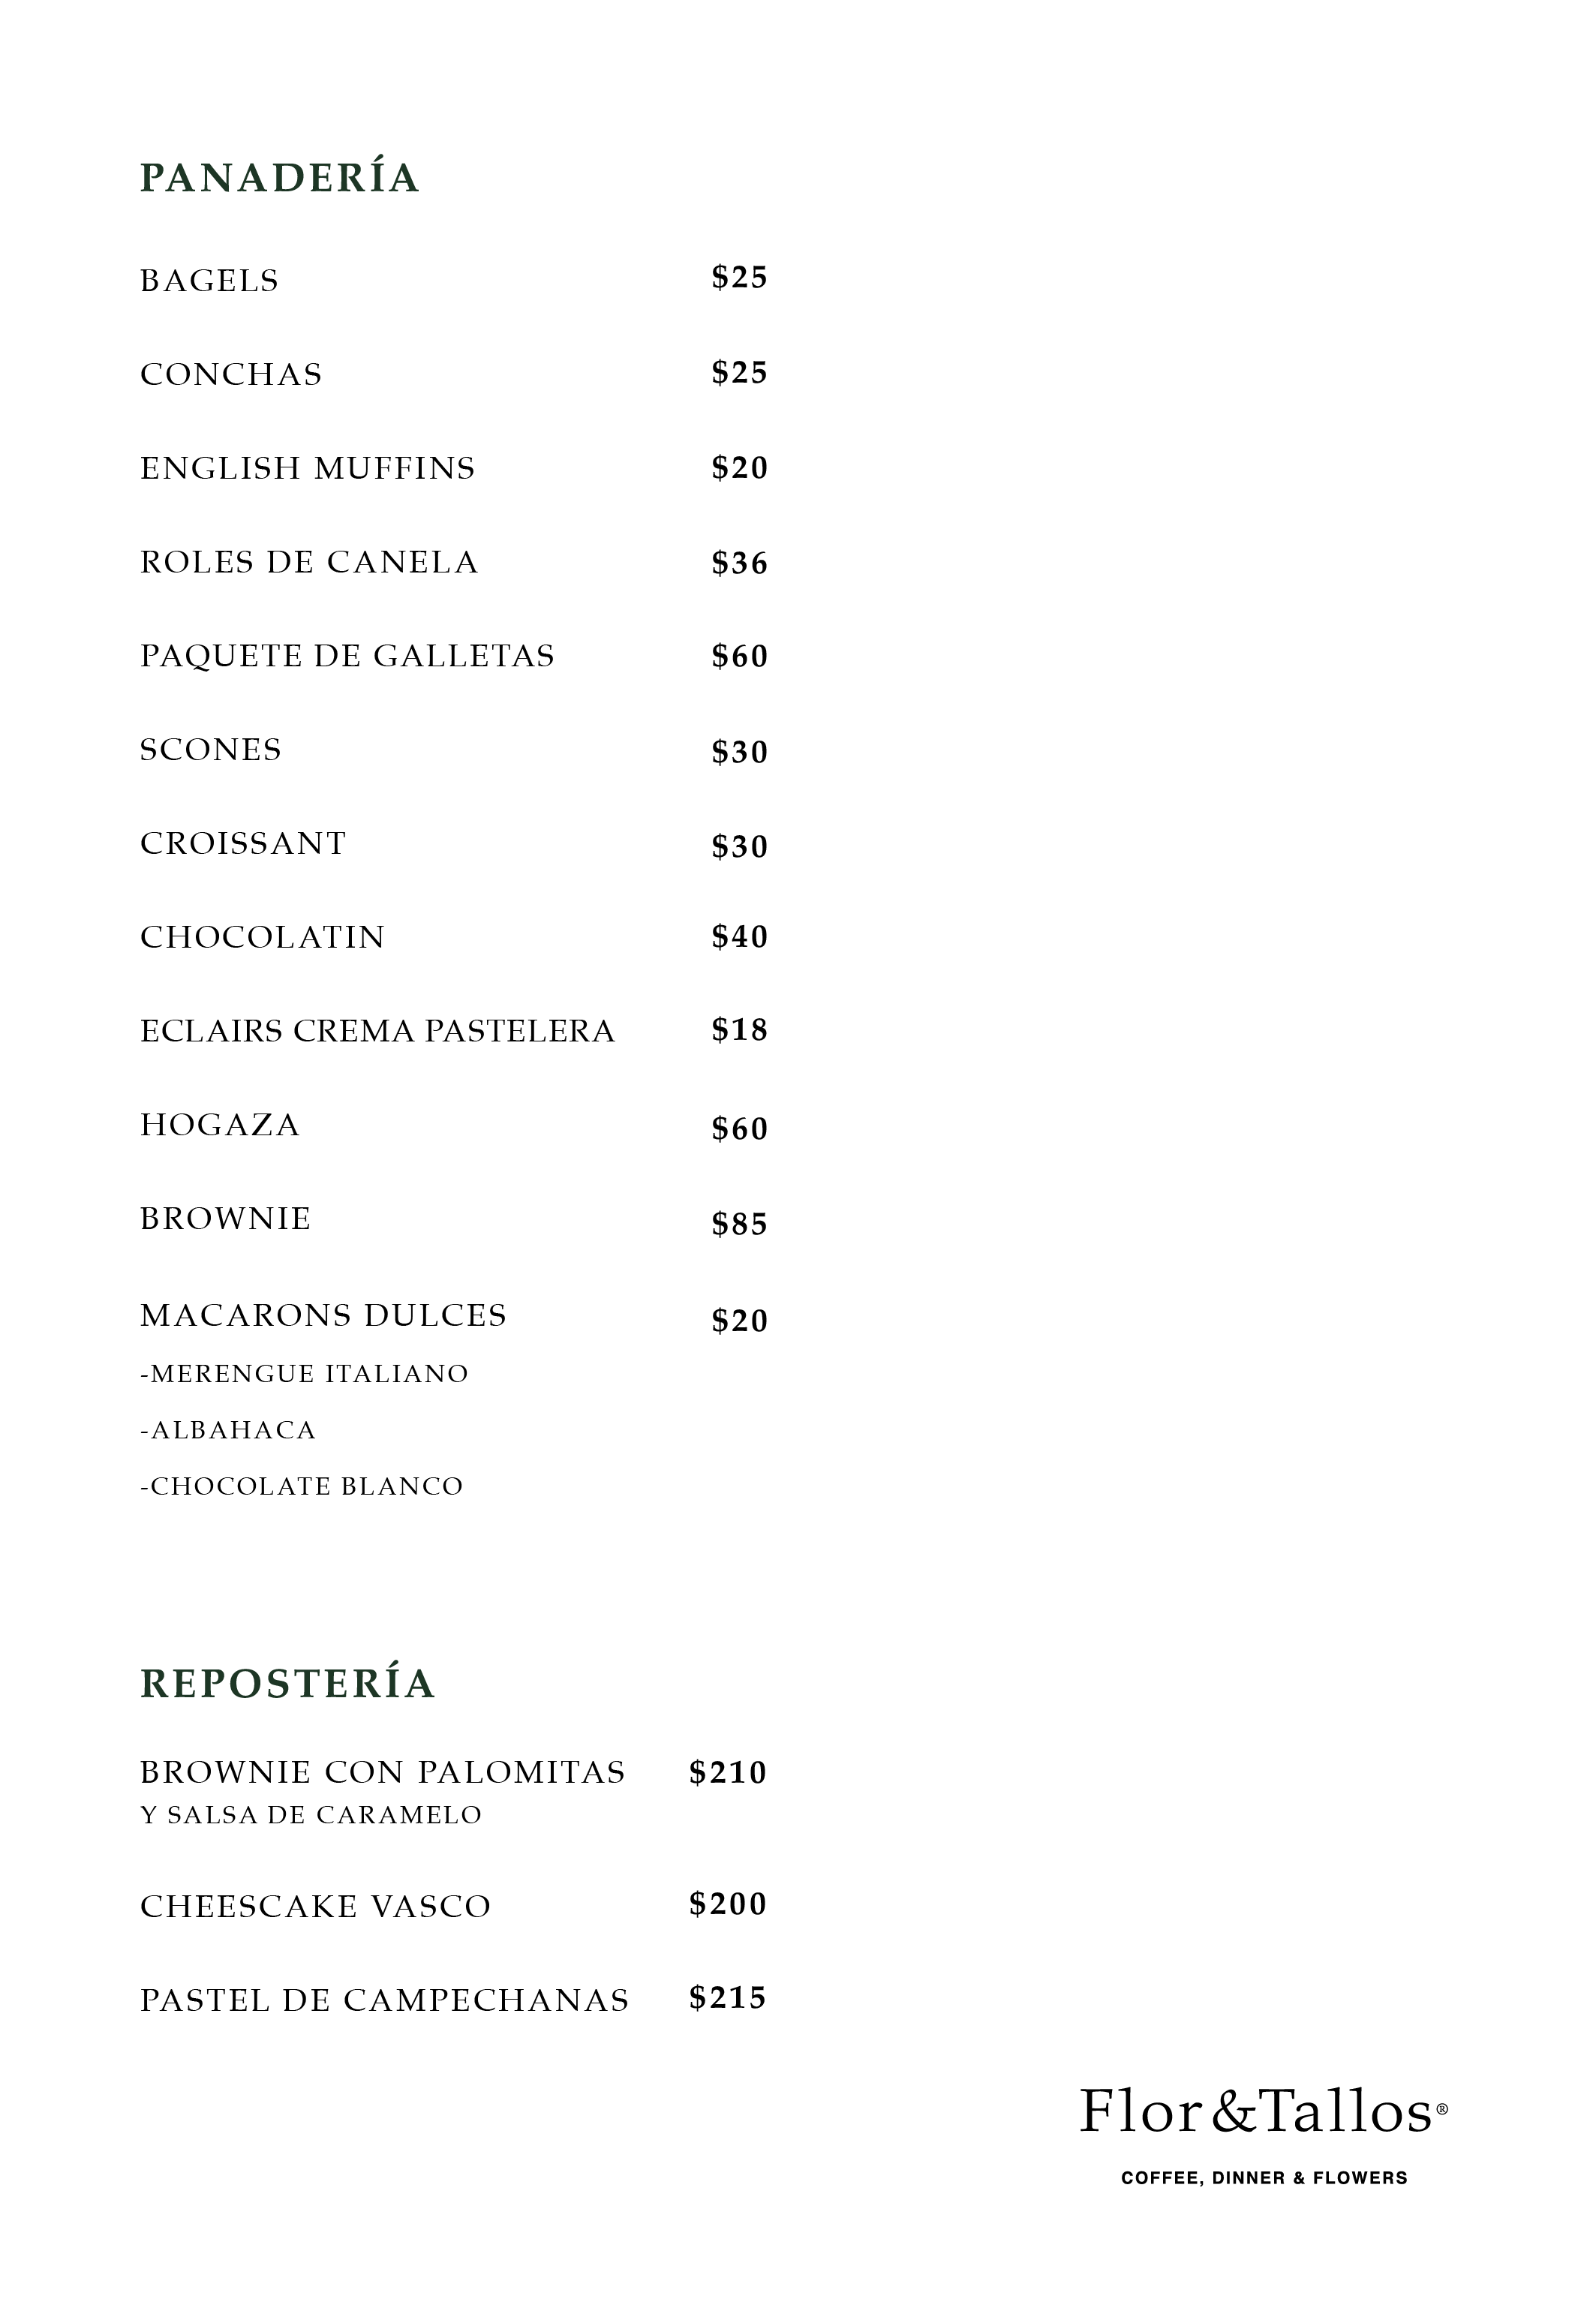 PANADERÍA
BAGELS $25
CONCHAS $25
ENGLISH MUFFINS $20
ROLES DE CANELA $36
PAQUETE DE GALLETAS $60
SCONES $30
CROISSANT $30
CHOCOLATIN $40
ECLAIRS CREMA PASTELERA $18
HOGAZA $60
BROWNIE $85
MACARONS DULCES $20
-MERENGUE ITALIANO
-ALBAHACA
-CHOCOLATE BLANCO
REPOSTERÍA
BROWNIE CON PALOMITAS $210
Y SALSA DE CARAMELO
CHEESCAKE VASCO $200
PASTEL DE CAMPECHANAS $215
Flor&Tallos®
COFFEE, DINNER & FLOWERS